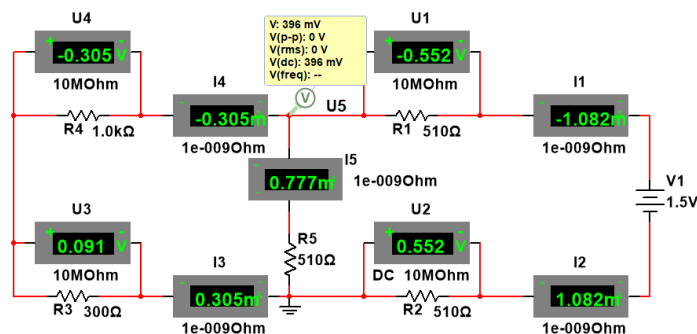 U4
+ -
-0.305 V
10MOhm
R4 1.0kΩ
I4
-0.305m
1e-009Ohm
V: 396 mV
V(p-p): 0 V
V(rms): 0 V
V(dc): 396 mV
V(freq): --
V
U5
U1
-
-0.552
10MOhm
R1 510Ω
I1
-1.082m
1e-009Ohm
I5
0.777m
1e-009Ohm
V1
1.5V
U3
+ -
0.091 V
10MOhm
R3 300Ω
I3
0.305m
1e-009Ohm
R5
510Ω
U2
+ -
0.552 V
DC 10MOhm
R2 510Ω
I2
1.082m
1e-009Ohm